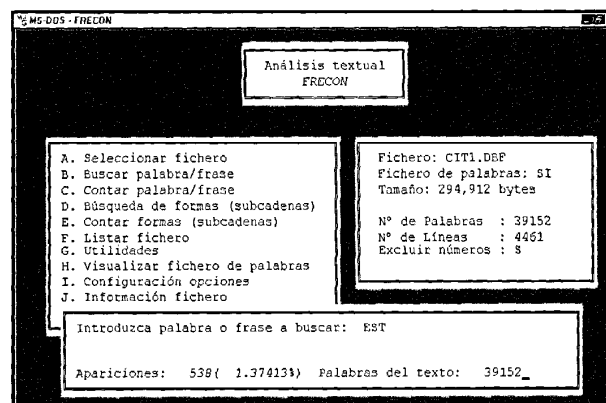 MS-DOS - FRECON
Análisis textual
FRECON
A. Seleccionar fichero
B. Buscar palabra/frase
C. Contar palabra/frase
D. Búsqueda de formas (subcadenas)
E. Contar formas (subcadenas)
F. Listar fichero
G. Utilidades
H. Visualizar fichero de palabras
I. Configuración opciones
J. Información fichero
Fichero: CIT1.DBF
Fichero de palabras: SI
Tamaño: 294,912 bytes
Nº de Palabras : 39152
Nº de Líneas : 4461
Excluir números : S
Introduzca palabra o frase a buscar: EST
Apariciones: 538( 1.37413%) Palabras del texto: 39152_